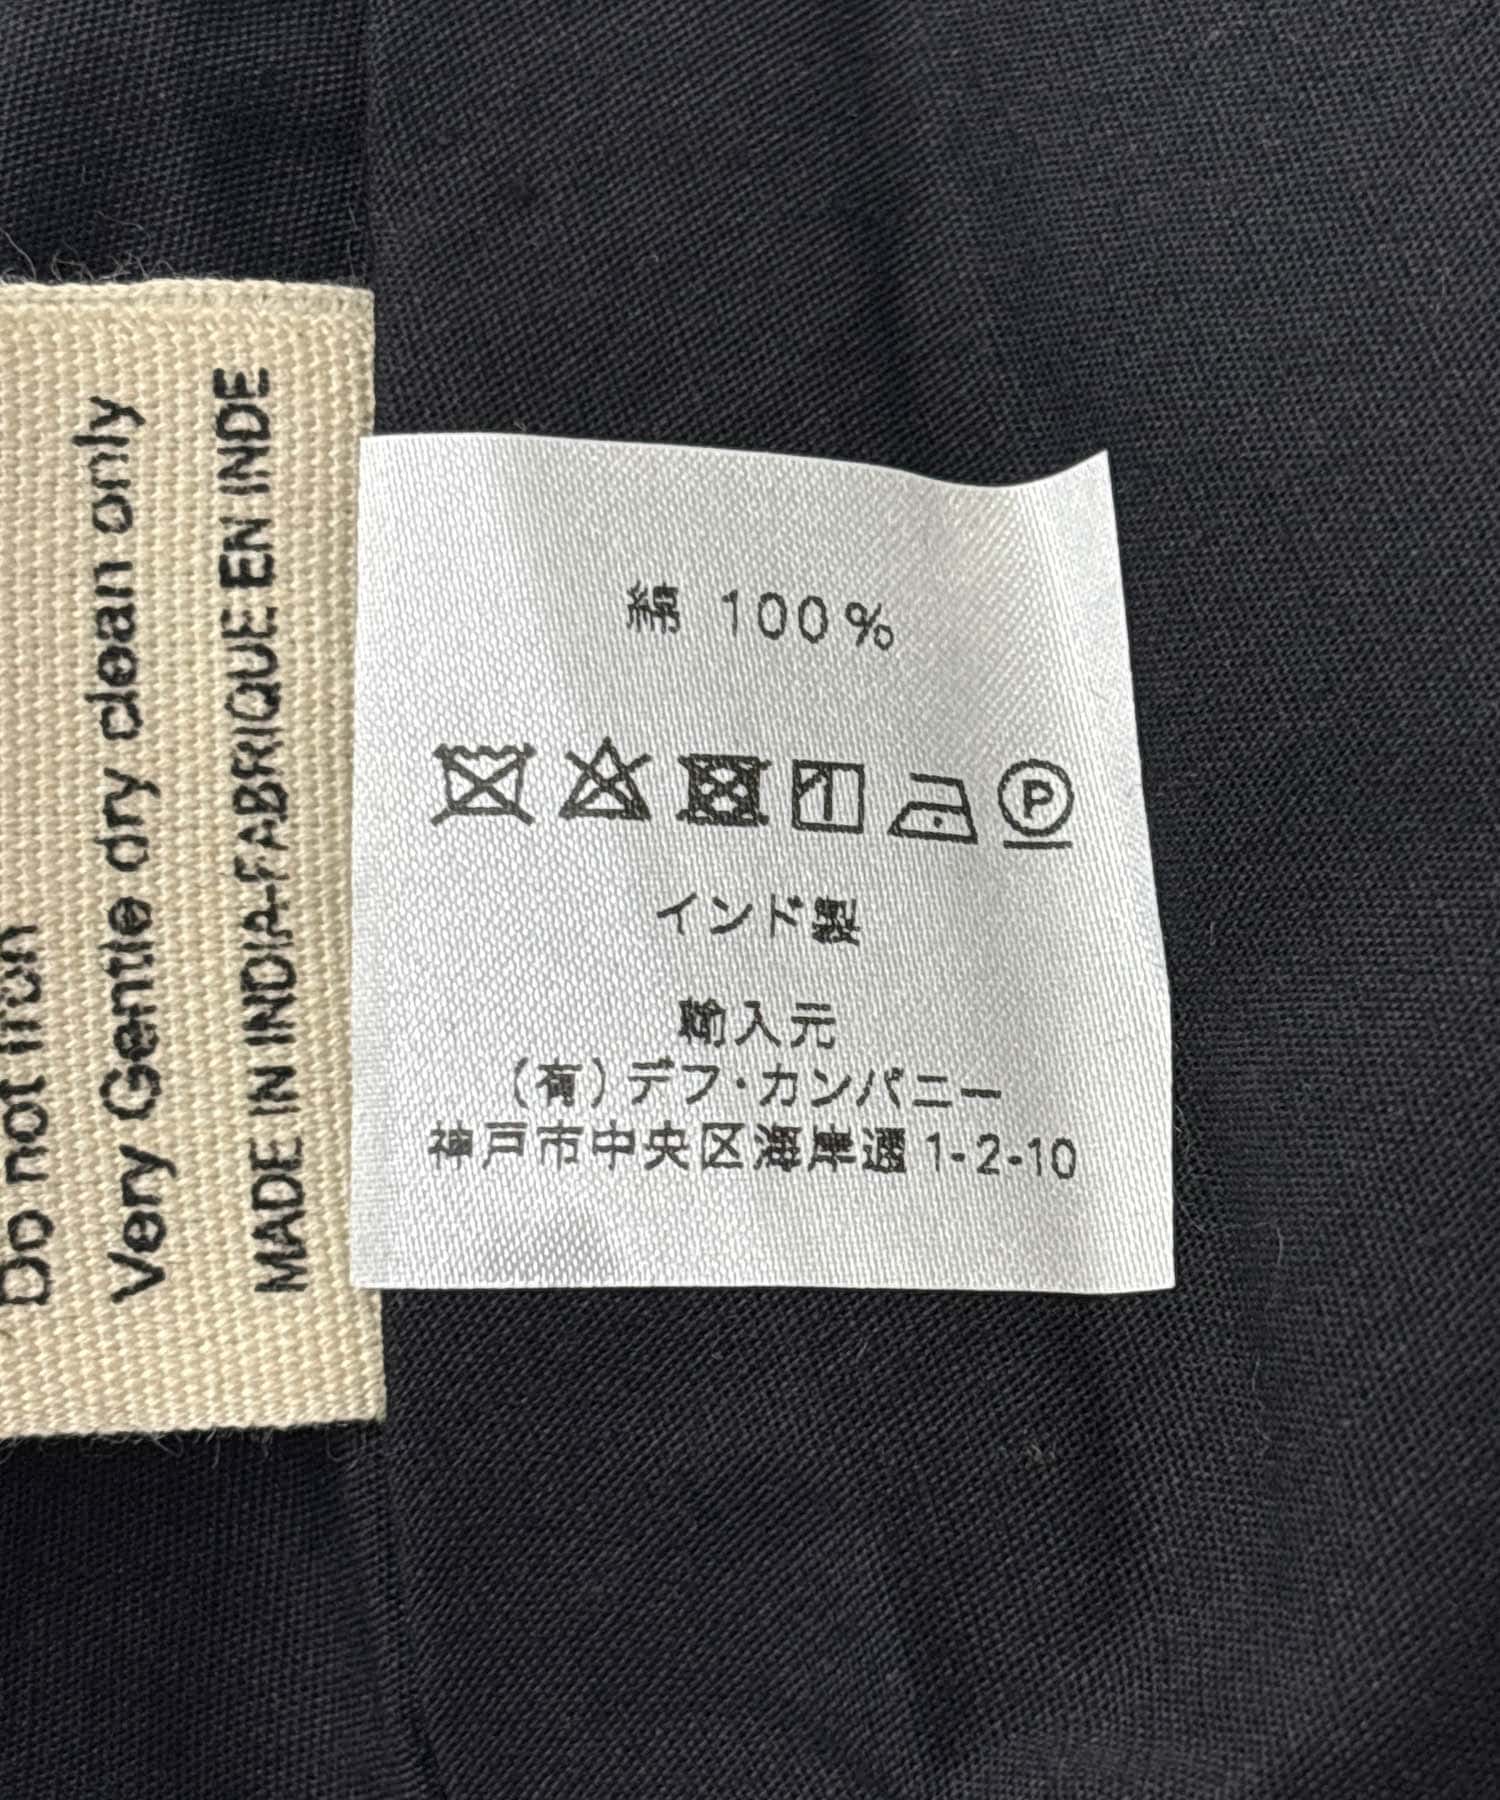 Do not iron
Very Gentle dry clean only
MADE IN INDIA-FABRIQUE EN INDE
綿 100%
P
インド製
輸入元
(有)デフ・カンパニー
神戸市中央区海岸通1-2-10